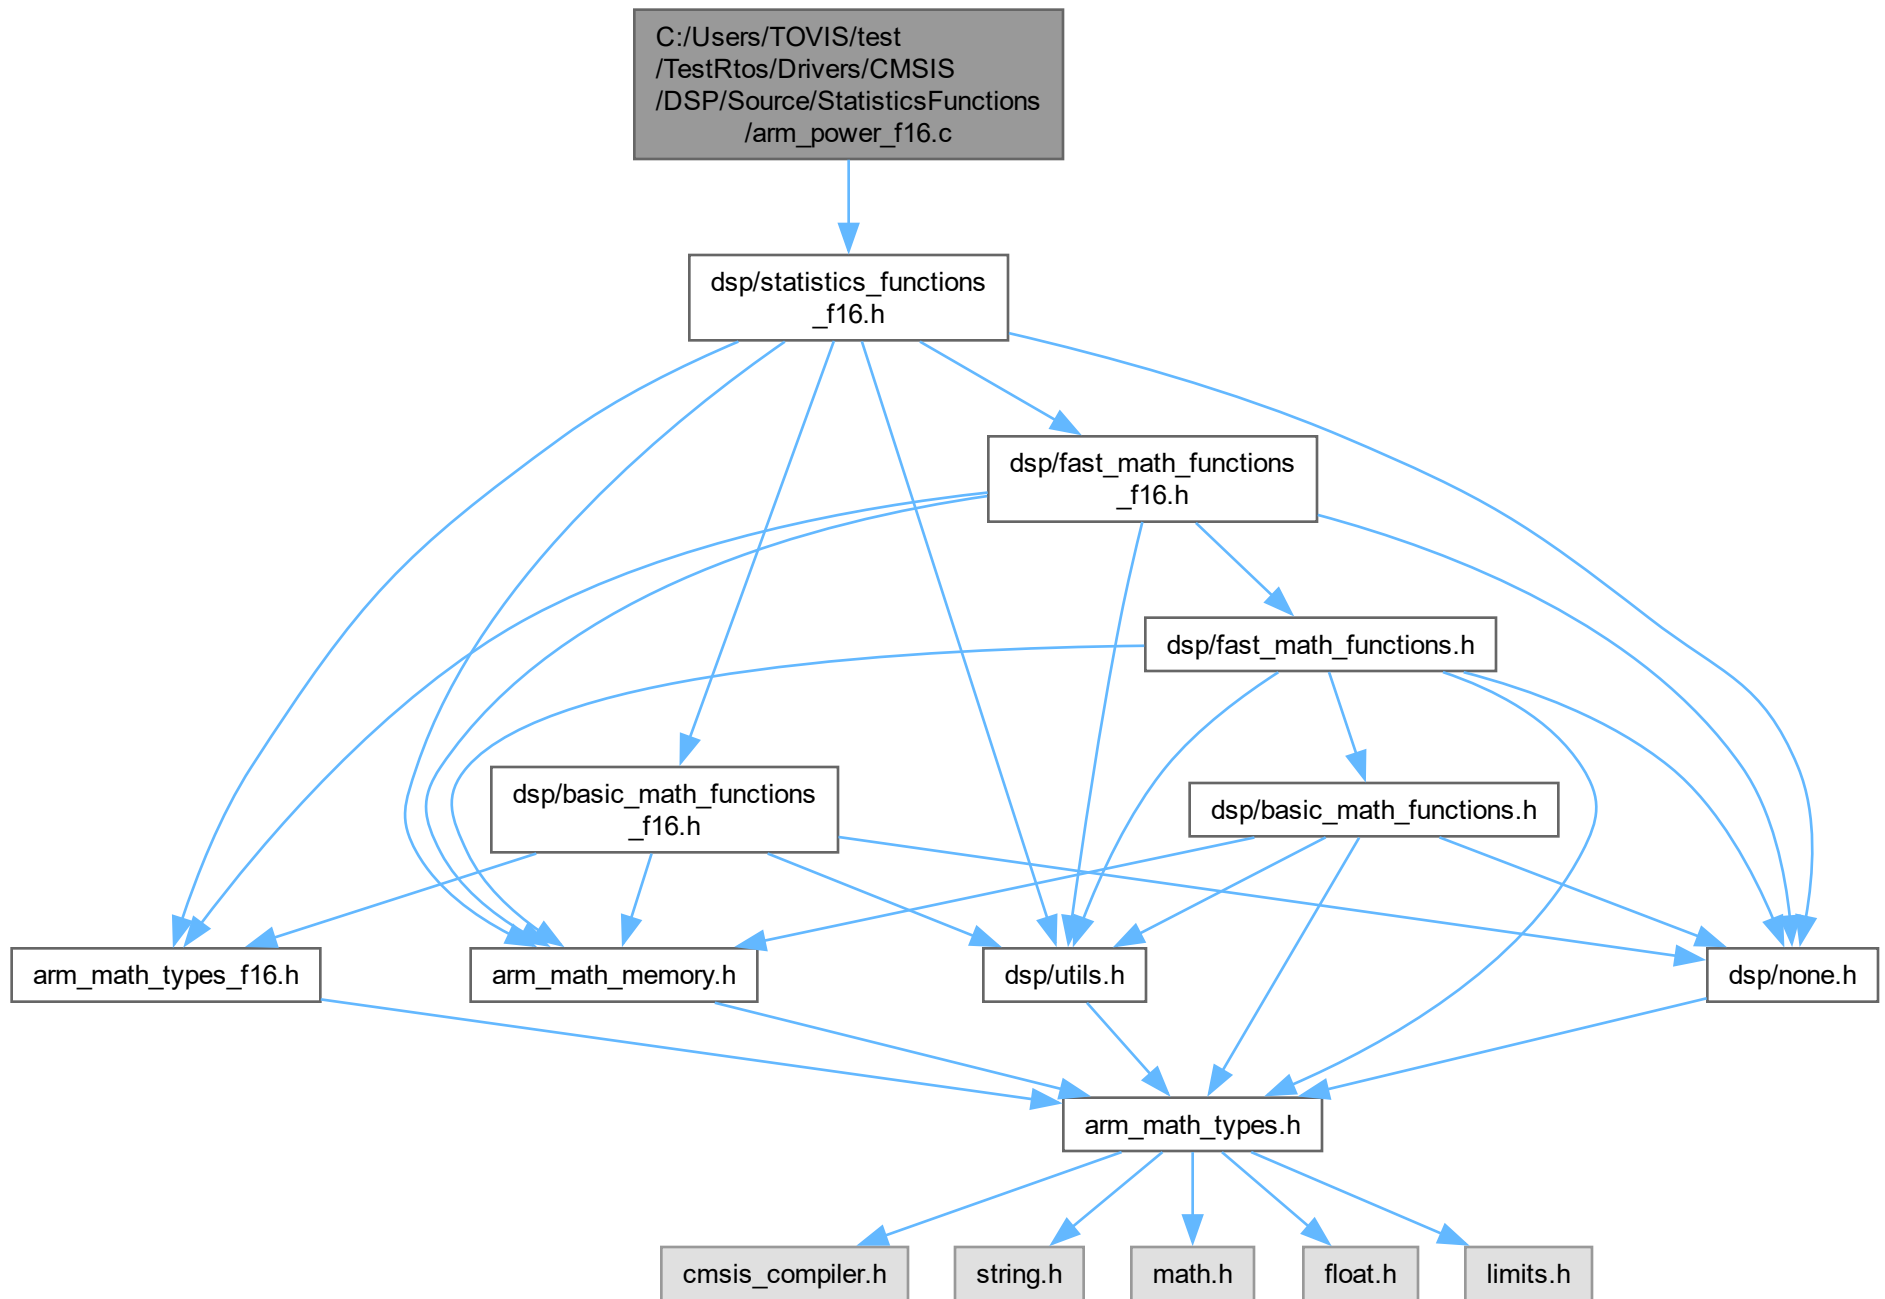 C:/Users/TOVIS/test
/TestRtos/Drivers/CMSIS
/DSP/Source/StatisticsFunctions
/arm_power_f16.c
dsp/statistics_functions
_f16.h
dsp/fast_math_functions
_f16.h
dsp/fast_math_functions.h
dsp/basic_math_functions
_f16.h
dsp/basic_math_functions.h
arm_math_types_f16.h
arm_math_memory.h
dsp/utils.h
dsp/none.h
arm_math_types.h
cmsis_compiler.h
string.h
math.h
float.h
limits.h